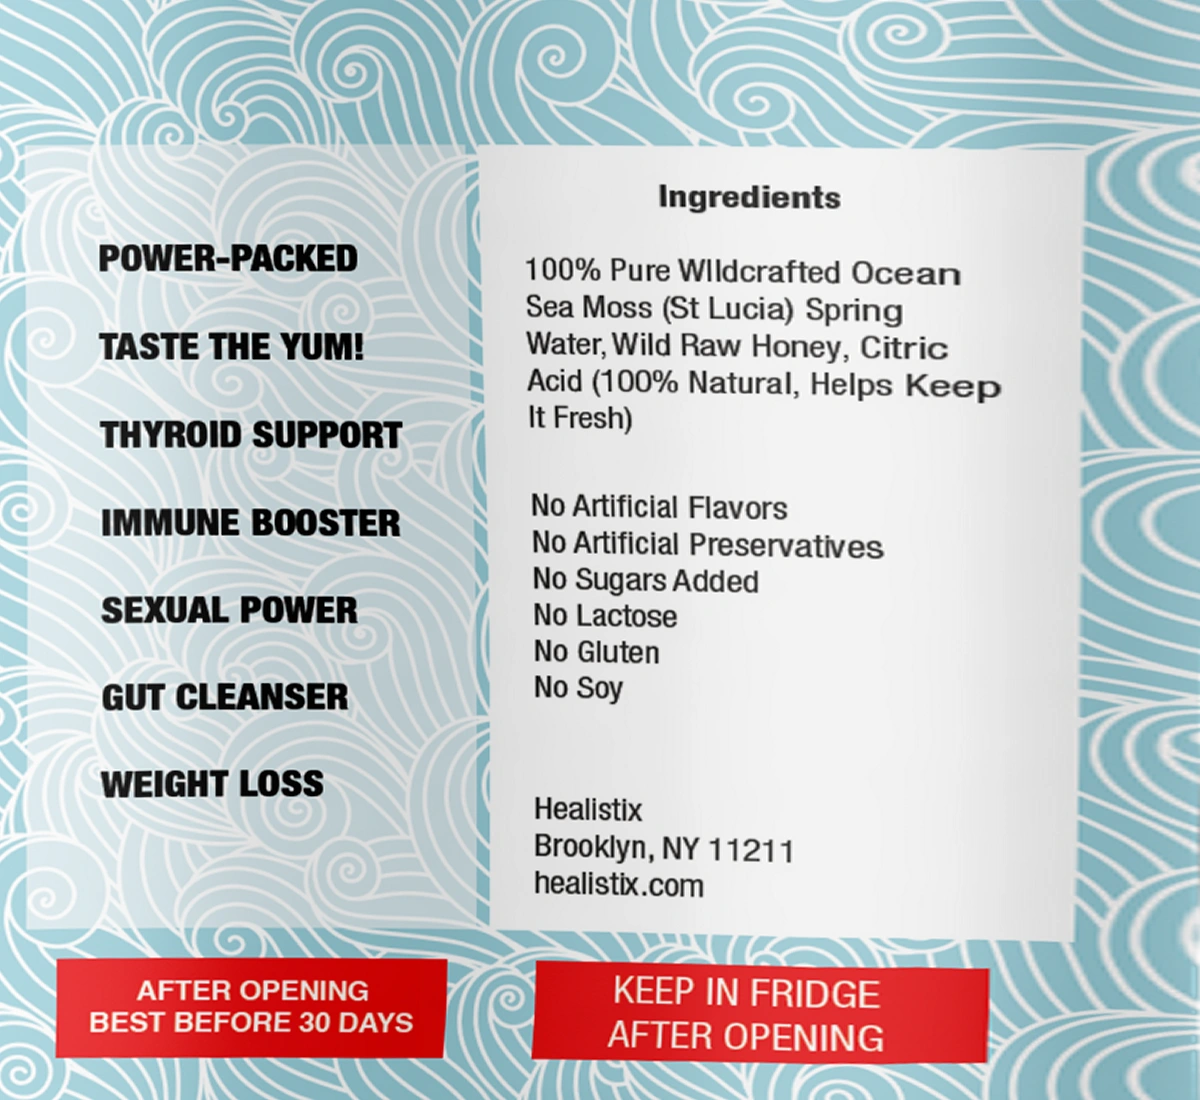 POWER-PACKED
TASTE THE YUM!
THYROID SUPPORT
IMMUNE BOOSTER
SEXUAL POWER
GUT CLEANSER
WEIGHT LOSS
Ingredients
100% Pure WIldcrafted Ocean
Sea Moss (St Lucia) Spring
Water, Wild Raw Honey, Citric
Acid (100% Natural, Helps Keep
It Fresh)
No Artificial Flavors
No Artificial Preservatives
No Sugars Added
No Lactose
No Gluten
No Soy
Healistix
Brooklyn, NY 11211
healistix.com
AFTER OPENING
BEST BEFORE 30 DAYS
KEEP IN FRIDGE
AFTER OPENING